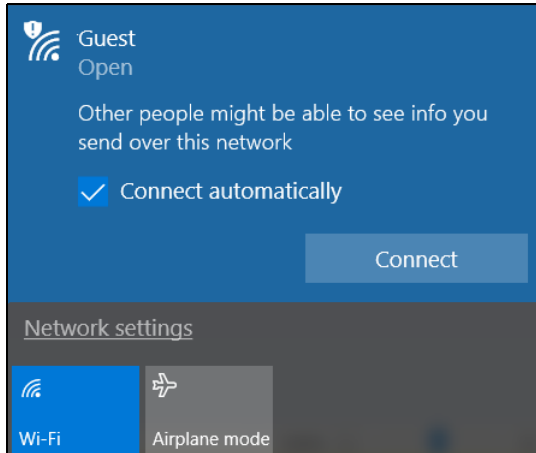 Guest
Open
Other people might be able to see info you
send over this network
Connect automatically
Connect
Network settings
Wi-Fi
Airplane mode